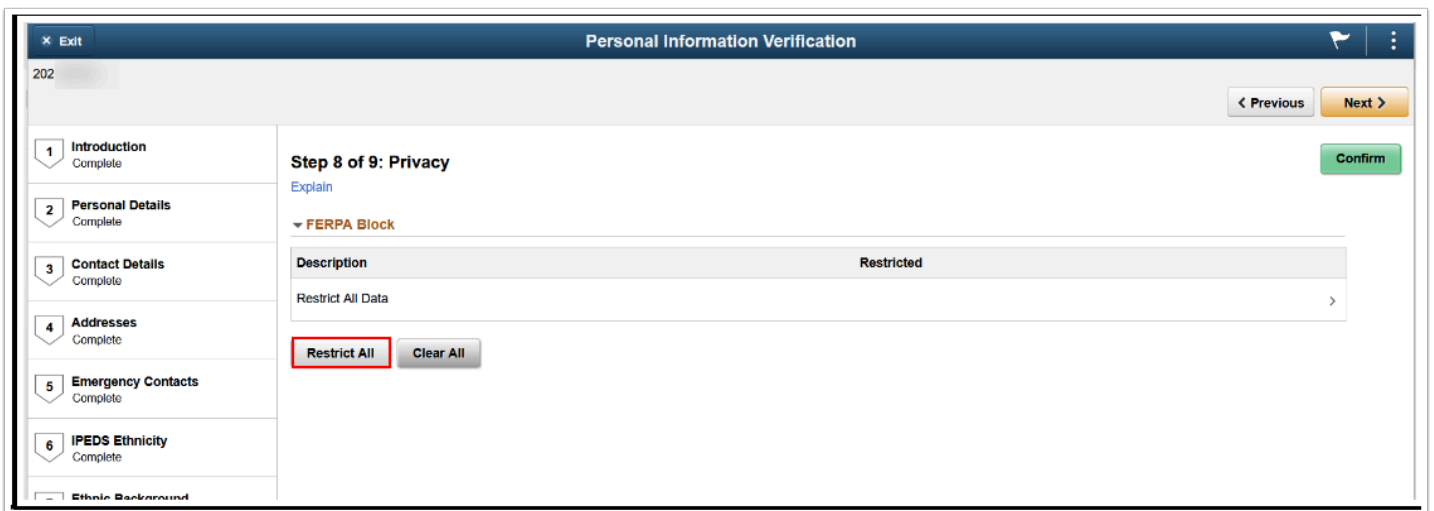 × Exit
Personal Information Verification
202
Previous
Next
1 Introduction
Complete
2 Personal Details
Complete
3 Contact Details
Complete
4 Addresses
Complete
5 Emergency Contacts
Complete
6 IPEDS Ethnicity
Complete
Ethnic Background
Step 8 of 9: Privacy
Confirm
Explain
FERPA Block
Description Restricted
Restrict All Data
Restrict All Clear All